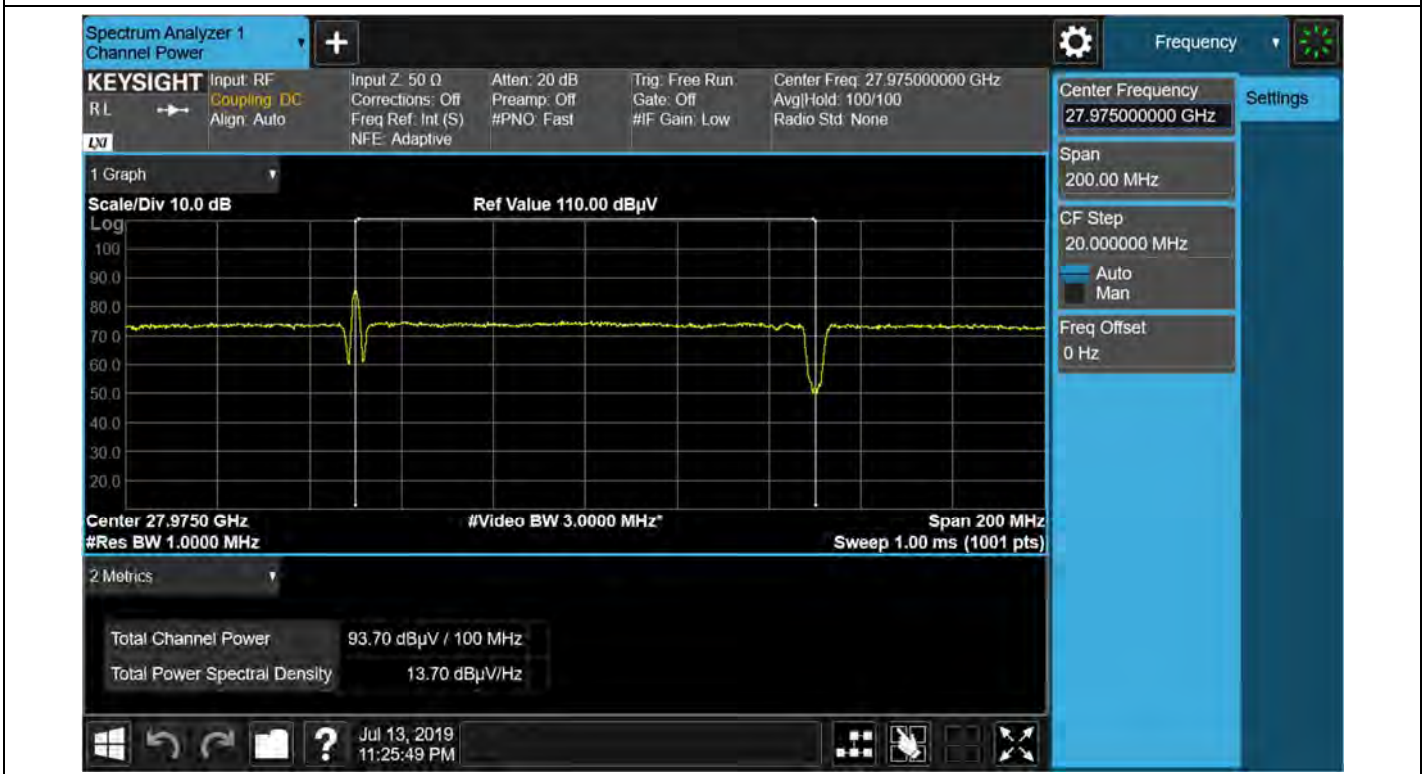 Spectrum Analyzer 1
Channel Power
+
Frequency
KEYSIGHT
RL
LXI
Input: RF
Coupling: DC
Align: Auto
Input Z: 50 Ω
Corrections: Off
Freq Ref: Int (S)
NFE: Adaptive
Atten: 20 dB
Preamp: Off
#PNO: Fast
Trig: Free Run
Gate: Off
#IF Gain: Low
Center Freq: 27.975000000 GHz
Avg|Hold: 100/100
Radio Std: None
Center Frequency
27.975000000 GHz
Settings
Span
200.00 MHz
CF Step
20.000000 MHz
Auto
Man
Freq Offset
0 Hz
1 Graph
Scale/Div 10.0 dB
Ref Value 110.00 dBµV
Log
100
90.0
80.0
70.0
60.0
50.0
40.0
30.0
20.0
Center 27.9750 GHz
#Video BW 3.0000 MHz*
Span 200 MHz
#Res BW 1.0000 MHz
Sweep 1.00 ms (1001 pts)
2 Metrics
Total Channel Power 93.70 dBµV / 100 MHz
Total Power Spectral Density 13.70 dBµV/Hz
?
Jul 13, 2019
11:25:49 PM